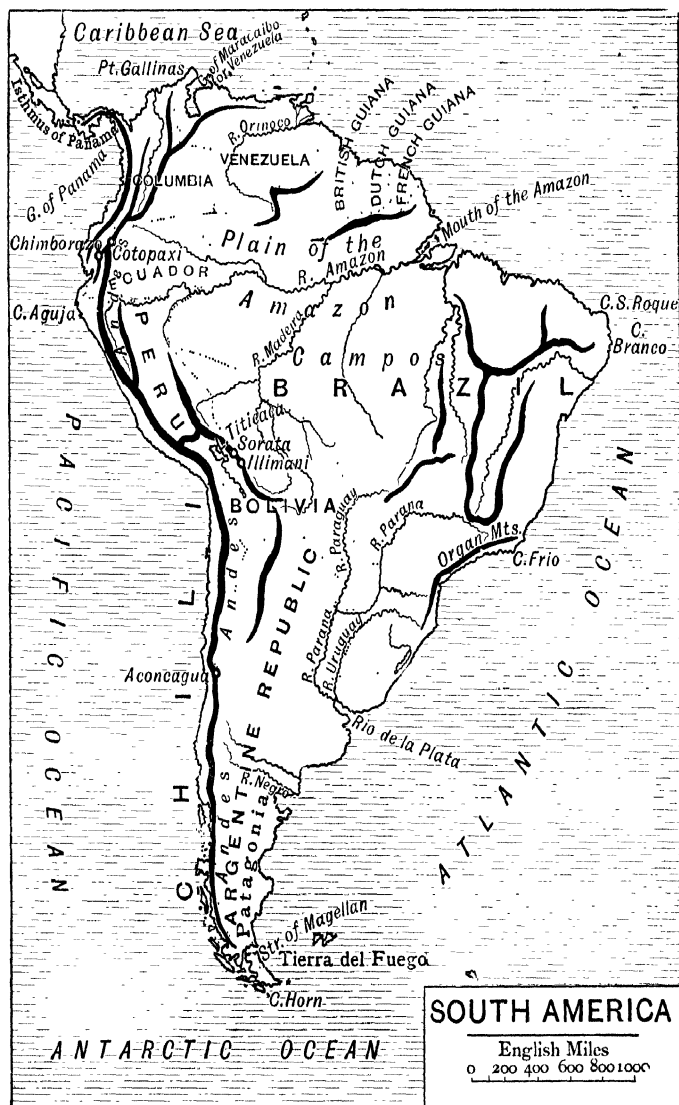 Caribbean Sea
G. of Maracaibo
or Venezuela
Pt. Gallinas
Isthmus of Panama
R. Orinoco
VENEZUELA
BRITISH GUIANA
DUTCH GUIANA
FRENCH GUIANA
G. of Panama
COLUMBIA
Mouth of the Amazon
Chimborazo
Cotopaxi
Plain of the
Amazon
ECUADOR
R. Amazon
C. Aguja
C. S. Roque
C.
Branco
Andes
PERU
R. Madeira
Campos
BRAZIL
Titicaca
Sorata
Illimani
BOLIVIA
R. Paraguay
R. Parana
Organ Mts.
C. Frio
PACIFIC OCEAN
CHILI
Andes
ARGENTINE REPUBLIC
Aconcagua
R. Parana
R. Uruguay
Rio de la Plata
R. Negro
Andes
Patagonia
ATLANTIC OCEAN
Str. of Magellan
Tierra del Fuego
C. Horn
ANTARCTIC OCEAN
SOUTH AMERICA
English Miles
0 200 400 600 800 1000